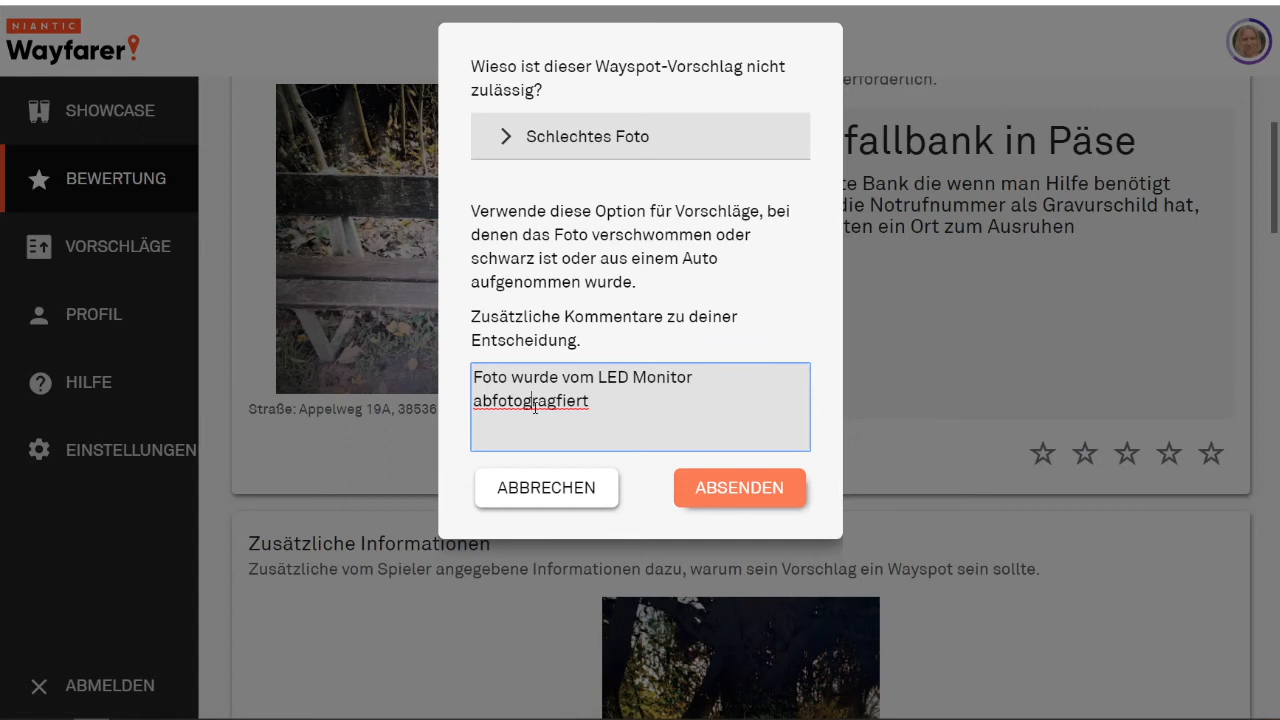 NIANTIC
Wayfarer!
SHOWCASE
BEWERTUNG
VORSCHLÄGE
PROFIL
HILFE
EINSTELLUNGEN
ABMELDEN
erforderlich.
fallbank in Päse
te Bank die wenn man Hilfe benötigt
die Notrufnummer als Gravurschild hat,
ten ein Ort zum Ausruhen
Straße: Appelweg 19A, 38536
Wieso ist dieser Wayspot-Vorschlag nicht
zulässig?
Schlechtes Foto
Verwende diese Option für Vorschläge, bei
denen das Foto verschwommen oder
schwarz ist oder aus einem Auto
aufgenommen wurde.
Zusätzliche Kommentare zu deiner
Entscheidung.
Foto wurde vom LED Monitor
abfotogragfiert
ABBRECHEN
ABSENDEN
Zusätzliche Informationen
Zusätzliche vom Spieler angegebene Informationen dazu, warum sein Vorschlag ein Wayspot sein sollte.